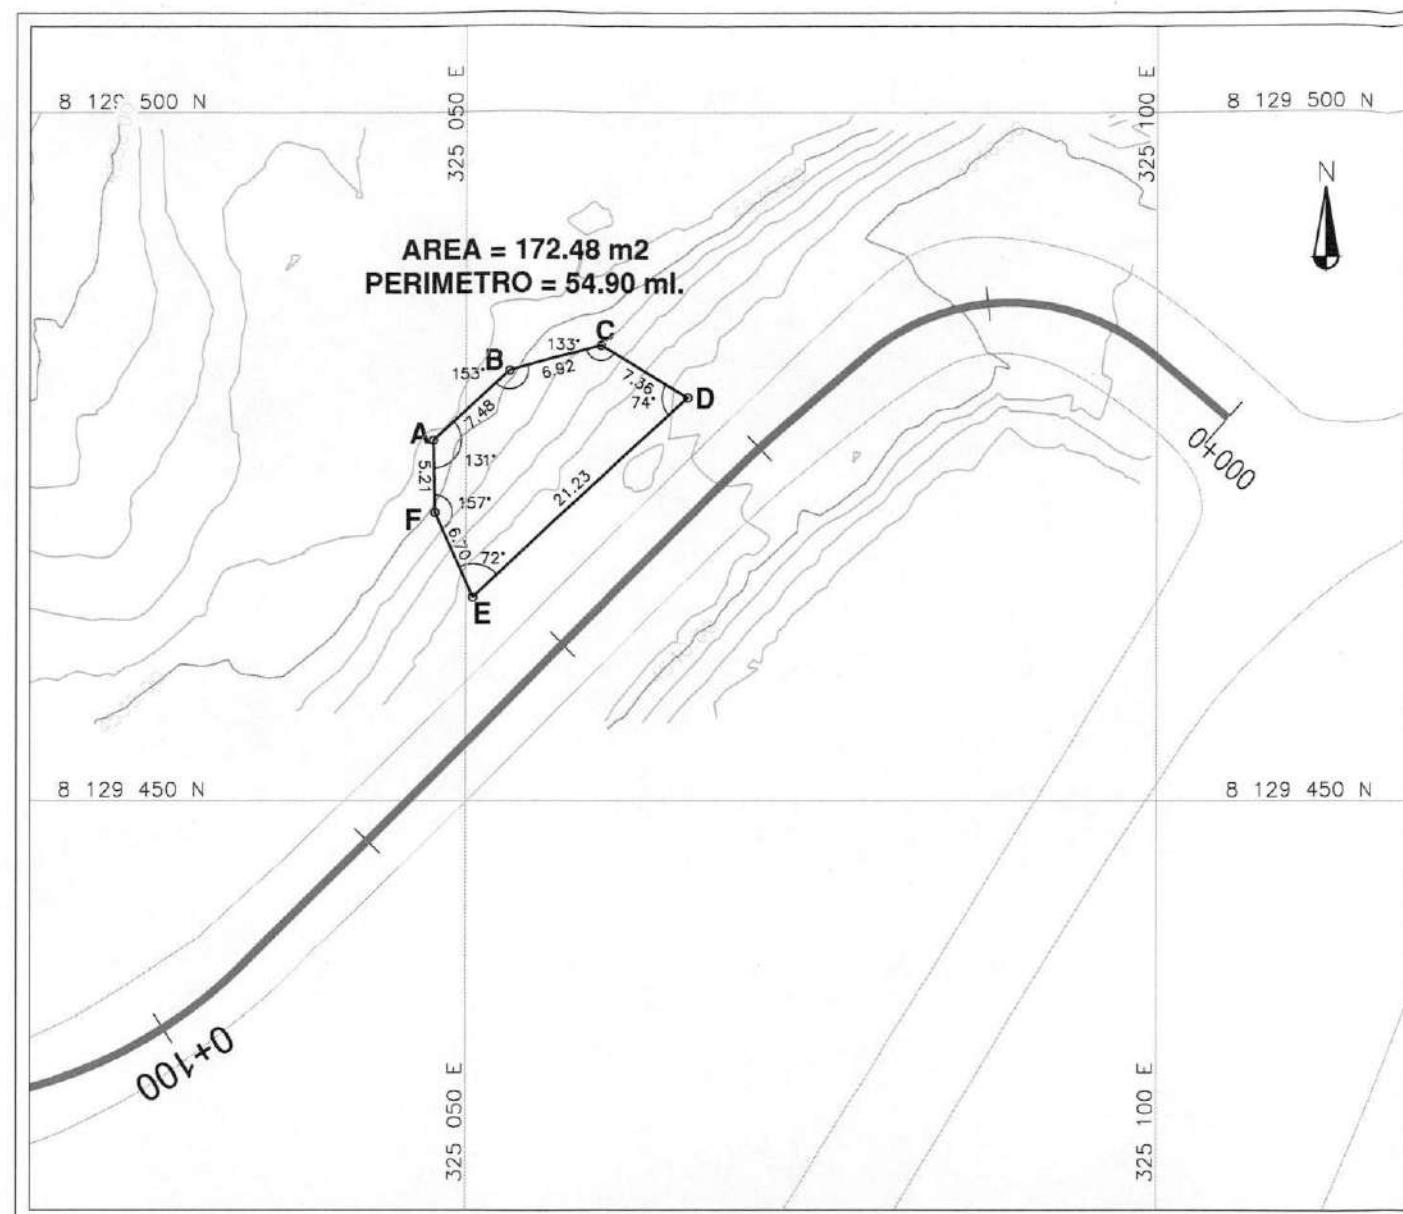 325 050 E
325 100 E
8 129 500 N
8 129 500 N
N
AREA = 172.48 m2
PERIMETRO = 54.90 ml.
C
133°
B
6.92
153°
7.36
74°
D
7.48
A
131°
5.21
21.23
157°
F
6.70
72°
E
0+000
8 129 450 N
8 129 450 N
0+100
325 050 E
325 100 E